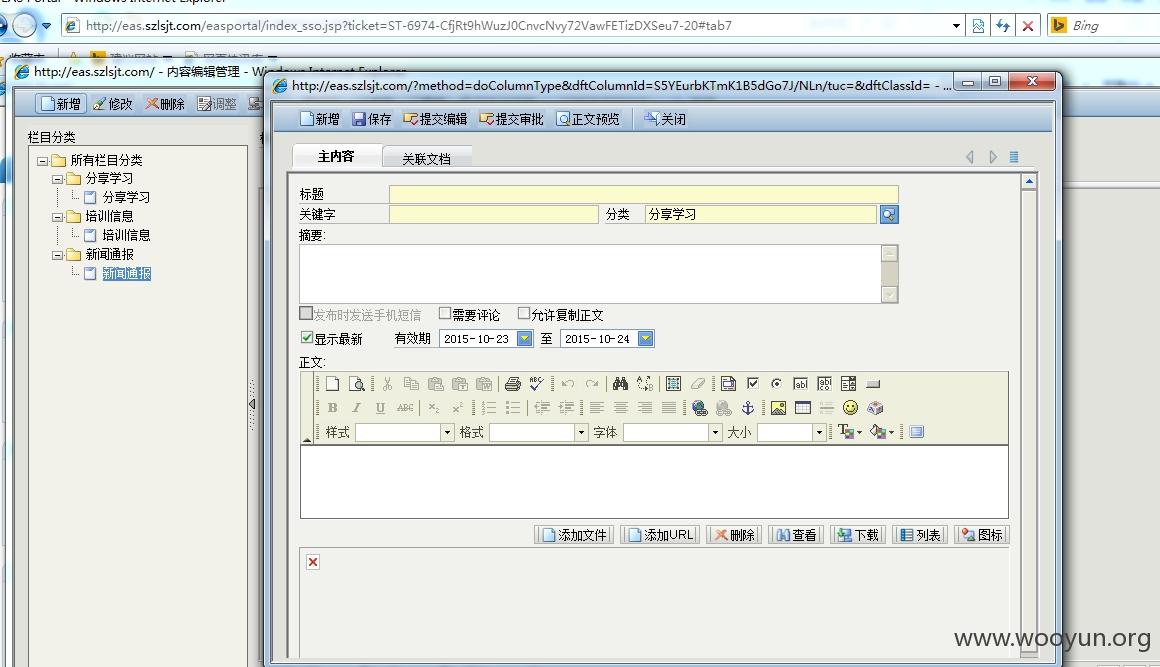 EAS Portal - Windows Internet Explorer
http://eas.szlsjt.com/easportal/index_sso.jsp?ticket=ST-6974-CfjRt9hWuzJ0CnvcNvy72VawFETizDXSeu7-20#tab7
Bing
http://eas.szlsjt.com/ - 内容编辑管理 - Windows Internet Explorer
http://eas.szlsjt.com/?method=doColumnType&dftColumnId=S5YEurbKTmK1B5dGo7J/NLn/tuc=&dftClassId= - ...
新增 修改 删除 调整
新增 保存 提交编辑 提交审批 正文预览 关闭
栏目分类
所有栏目分类
分享学习
分享学习
培训信息
培训信息
新闻通报
新闻通报
主内容 关联文档
标题
关键字 分类 分享学习
摘要:
发布时发送手机短信 需要评论 允许复制正文
显示最新 有效期 2015-10-23 至 2015-10-24
正文:
B I U ABC
样式 格式 字体 大小
添加文件 添加URL 删除 查看 下载 列表 图标
www.wooyun.org